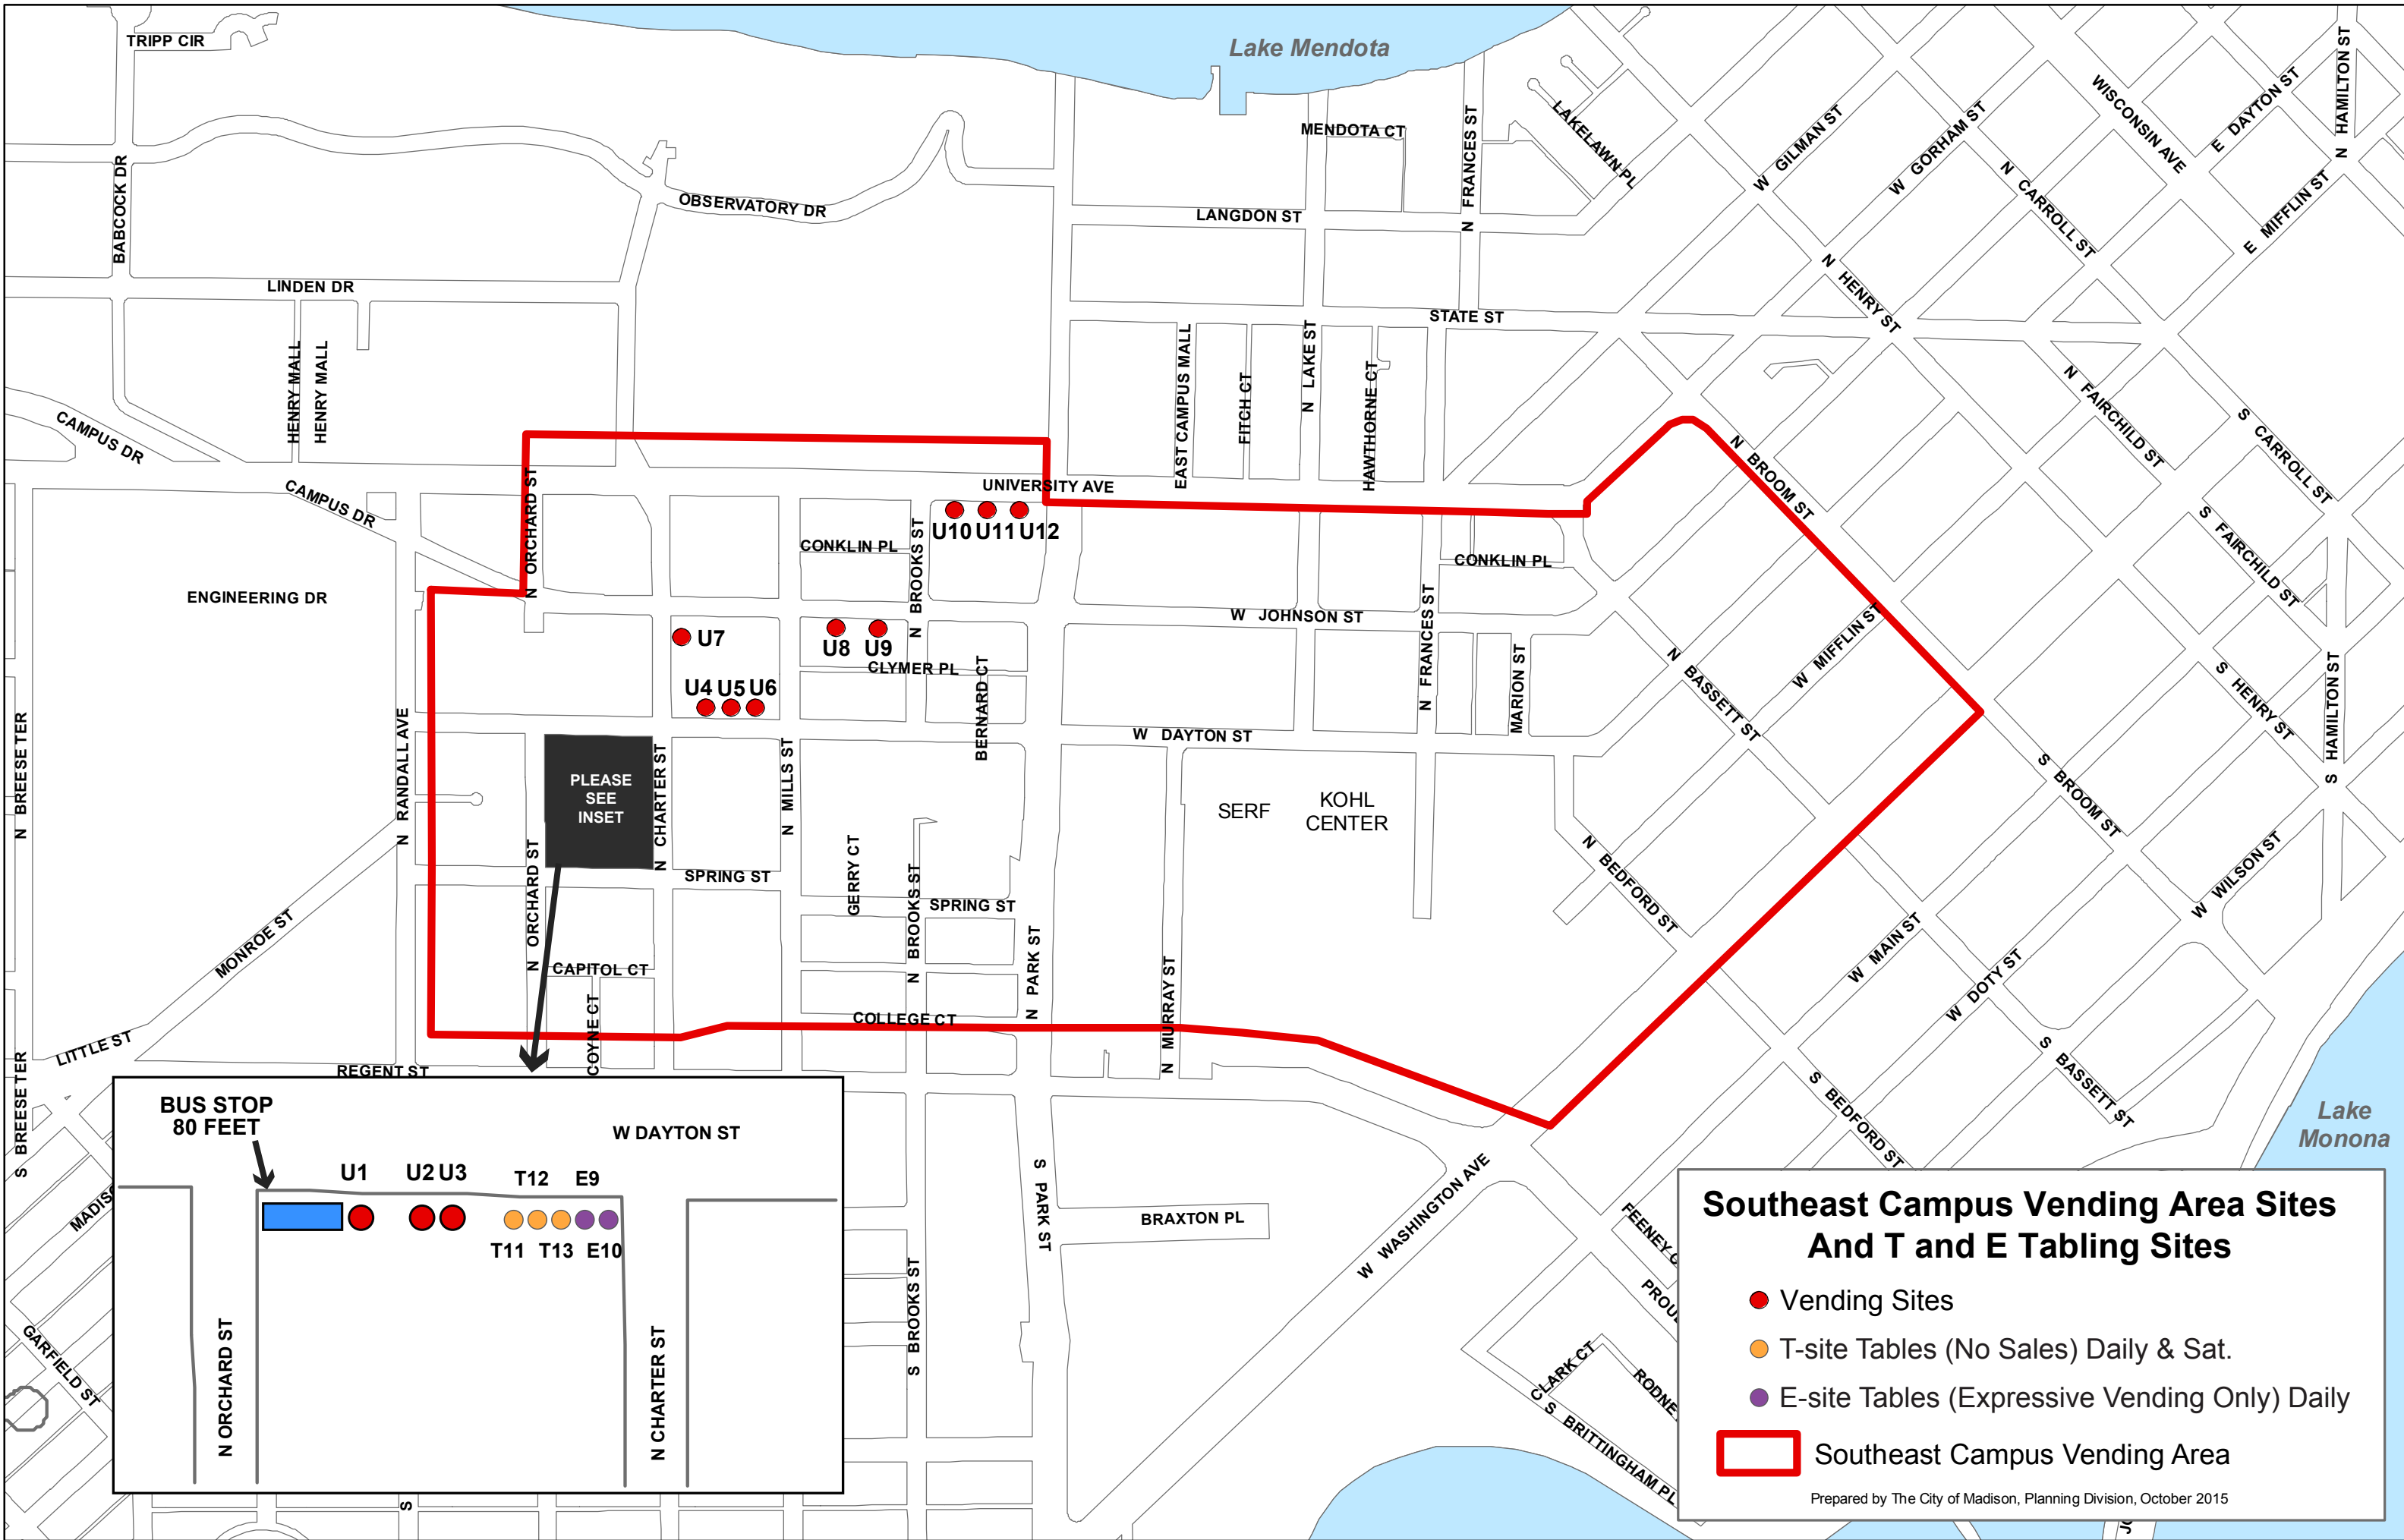 TRIPP CIR
Lake Mendota
MENDOTA CT
LAKELAWN PL
N FRANCES ST
W GILMAN ST
W GORHAM ST
WISCONSIN AVE
E DAYTON ST
N HAMILTON ST
N CARROLL ST
E MIFFLIN ST
BABCOCK DR
OBSERVATORY DR
LANGDON ST
LINDEN DR
HENRY MALL
HENRY MALL
STATE ST
N HENRY ST
EAST CAMPUS MALL
FITCH CT
N LAKE ST
HAWTHORNE CT
N FAIRCHILD ST
S CARROLL ST
CAMPUS DR
CAMPUS DR
N ORCHARD ST
UNIVERSITY AVE
N BROOM ST
U10 U11 U12
CONKLIN PL
N BROOKS ST
CONKLIN PL
S FAIRCHILD ST
ENGINEERING DR
W JOHNSON ST
U7
U8 U9
CLYMER PL
BERNARD CT
N FRANCES ST
MARION ST
N BASSETT ST
W MIFFLIN ST
S HENRY ST
S HAMILTON ST
U4 U5 U6
N BREESE TER
N RANDALL AVE
W DAYTON ST
PLEASE
SEE
INSET
N CHARTER ST
N MILLS ST
SERF
KOHL
CENTER
S BROOM ST
N ORCHARD ST
SPRING ST
GERRY CT
N BROOKS ST
SPRING ST
N BEDFORD ST
W WILSON ST
MONROE ST
N PARK ST
N MURRAY ST
W MAIN ST
W DOTY ST
CAPITOL CT
COYNE CT
COLLEGE CT
LITTLE ST
S BREESE TER
REGENT ST
S BASSETT ST
S BEDFORD ST
Lake
Monona
BUS STOP
80 FEET
W DAYTON ST
U1
U2 U3
T12
E9
T11
T13
E10
N ORCHARD ST
N CHARTER ST
MADIS
GARFIELD ST
S
S PARK ST
S BROOKS ST
BRAXTON PL
W WASHINGTON AVE
FEENEY C
PROU
CLARK CT
RODNE
S BRITTINGHAM PL
JO
Southeast Campus Vending Area Sites
And T and E Tabling Sites
Vending Sites
T-site Tables (No Sales) Daily & Sat.
E-site Tables (Expressive Vending Only) Daily
Southeast Campus Vending Area
Prepared by The City of Madison, Planning Division, October 2015